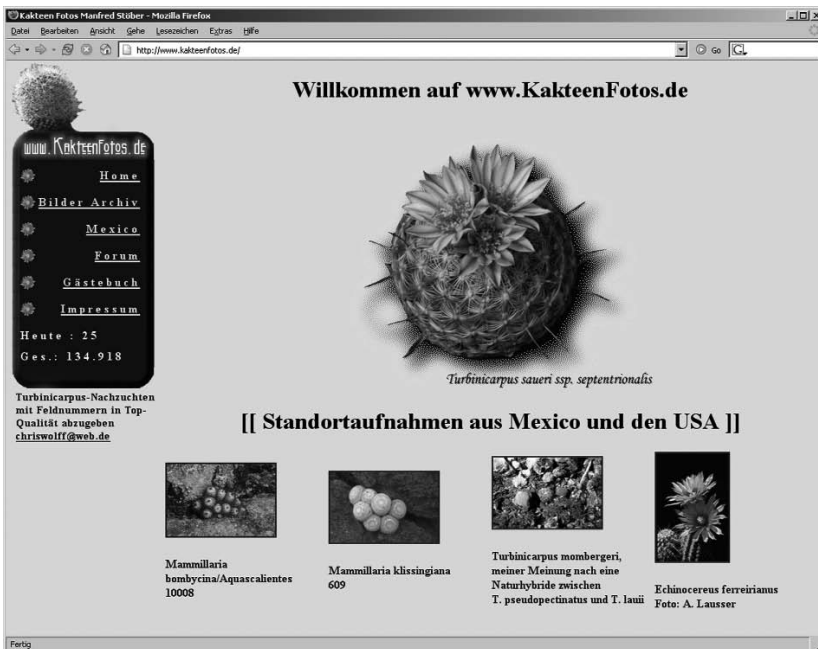 Kakteen Fotos Manfred Stöber - Mozilla Firefox
Datei Bearbeiten Ansicht Gehe Lesezeichen Extras Hilfe
http://www.kakteenfotos.de/
Go
G
www.KakteenFotos.de
Home
Bilder Archiv
Mexico
Forum
Gästebuch
Impressum
Heute : 25
Ges.: 134.918
Turbinicarpus-Nachzuchten
mit Feldnummern in Top-
Qualität abzugeben
chriswolff@web.de
Willkommen auf www.KakteenFotos.de
Turbinicarpus saueri ssp. septentrionalis
[[ Standortaufnahmen aus Mexico und den USA ]]
Mammillaria
bombycina/Aquascalientes
10008
Mammillaria klissingiana
609
Turbinicarpus mombergeri,
meiner Meinung nach eine
Naturhybride zwischen
T. pseudopectinatus und T. lauii
Echinocereus ferreirianus
Foto: A. Lausser
Fertig